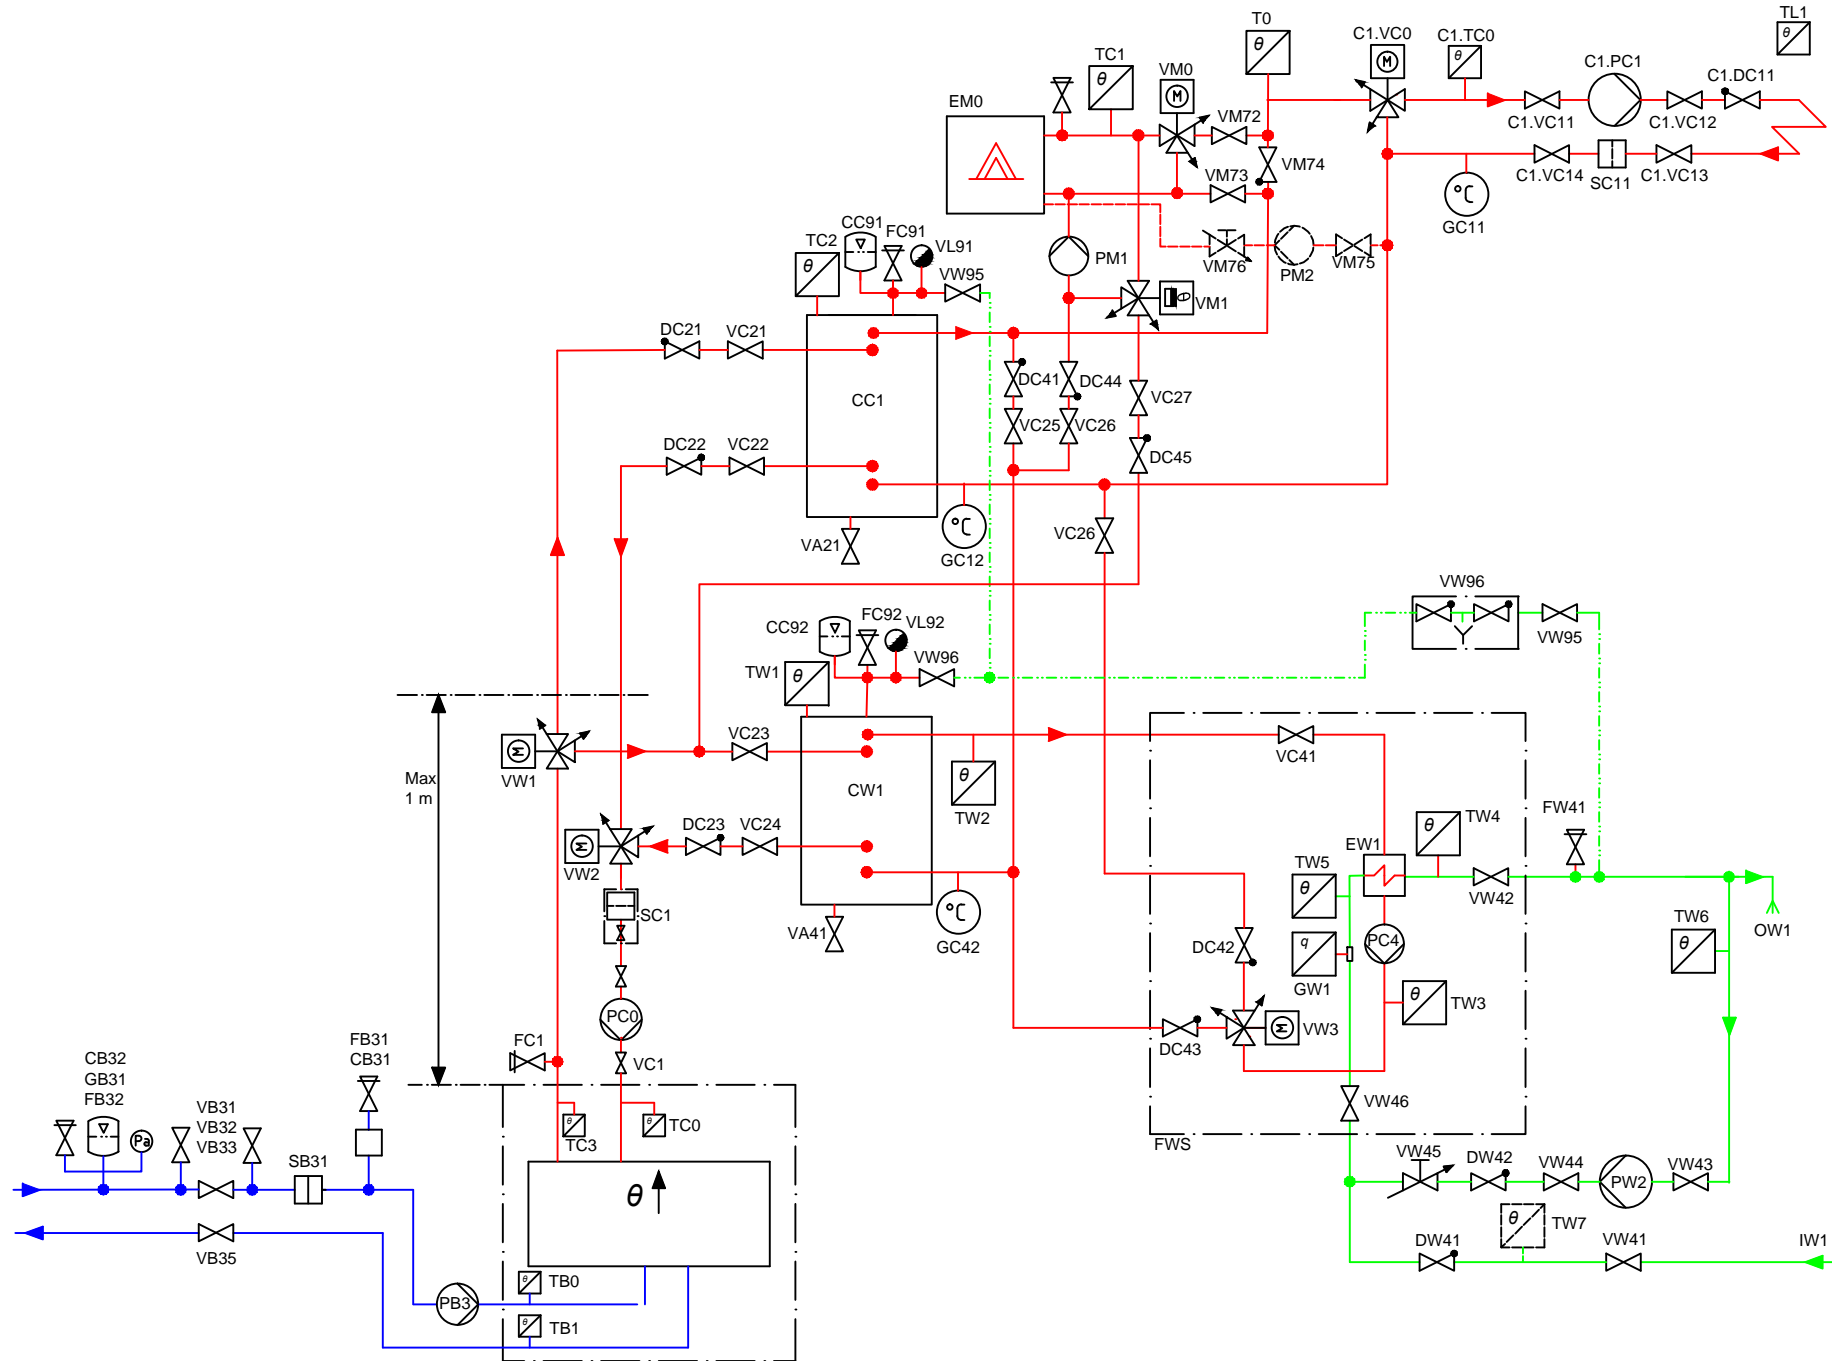 TL1
T0
C1.VC0
C1.TC0
TC1
VM0
C1.PC1
C1.DC11
θ
θ
M
θ
EM0
θ
M
VM72
C1.VC11
C1.VC12
VM74
VM73
C1.VC14
SC11
C1.VC13
°C
GC11
CC91
FC91
VL91
TC2
VW95
θ
PM1
VM76
PM2
VM75
θ
VM1
DC21
VC21
DC41
DC44
VC27
CC1
VC25
VC26
DC22
VC22
DC45
°C
VA21
GC12
VC26
VW96
CC92
FC92
VL92
VW96
VW95
TW1
θ
VC23
VC41
M
VW1
Max
1 m
CW1
θ
TW2
DC23
VC24
M
VW2
TW4
θ
FW41
EW1
TW5
θ
VW42
SC1
VA41
°C
GC42
DC42
q
GW1
PC4
TW6
θ
OW1
θ
TW3
PC0
M
VW3
DC43
FC1
VC1
FB31
CB31
CB32
GB31
FB32
VB31
VB32
VB33
Pa
SB31
θ
TC3
θ
TC0
VW46
FWS
VW45
DW42
VW44
PW2
VW43
θ
θ
TW7
VB35
DW41
VW41
IW1
θ
TB0
PB3
θ
TB1